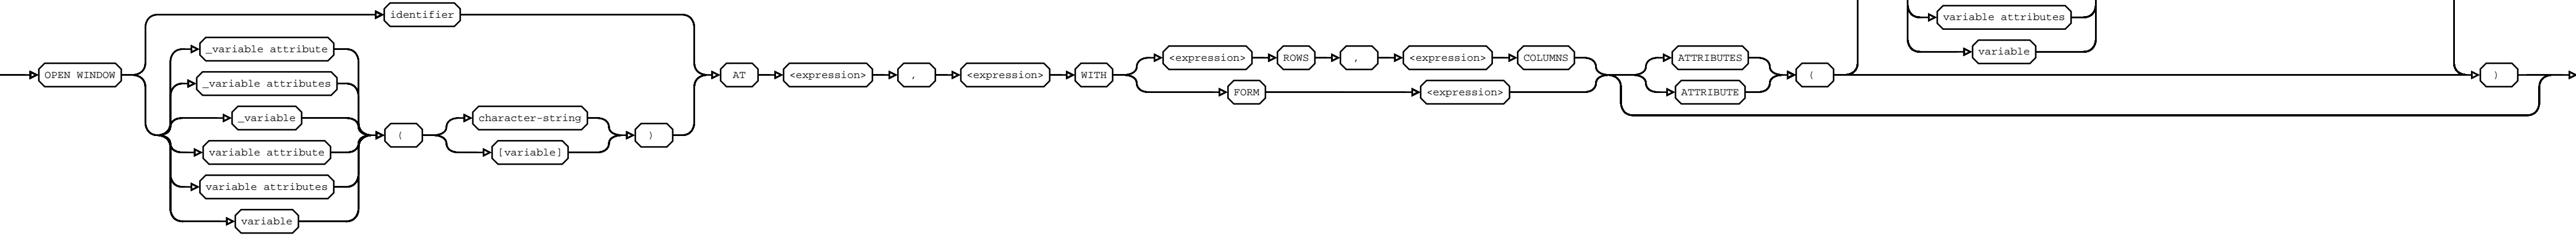 OPEN WINDOW
identifier
_variable attribute
_variable attributes
_variable
variable attribute
variable attributes
variable
(
character-string
[variable]
)
AT
<expression>
,
<expression>
WITH
<expression>
ROWS
,
<expression>
COLUMNS
FORM
<expression>
ATTRIBUTES
ATTRIBUTE
(
variable attributes
variable
)